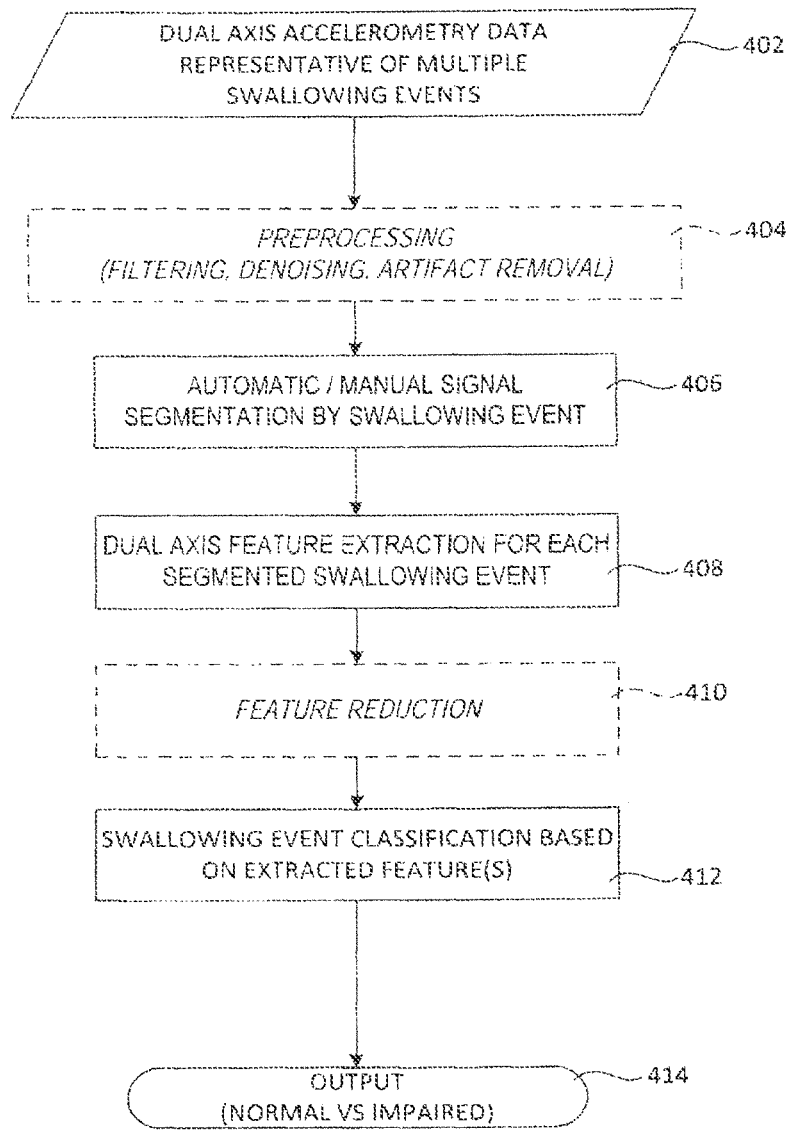 DUAL AXIS ACCELEROMETRY DATA
REPRESENTATIVE OF MULTIPLE
SWALLOWING EVENTS
402
PREPROCESSING
(FILTERING, DENOISING, ARTIFACT REMOVAL)
404
AUTOMATIC / MANUAL SIGNAL
SEGMENTATION BY SWALLOWING EVENT
406
DUAL AXIS FEATURE EXTRACTION FOR EACH
SEGMENTED SWALLOWING EVENT
408
FEATURE REDUCTION
410
SWALLOWING EVENT CLASSIFICATION BASED
ON EXTRACTED FEATURE(S)
412
OUTPUT
(NORMAL VS IMPAIRED)
414